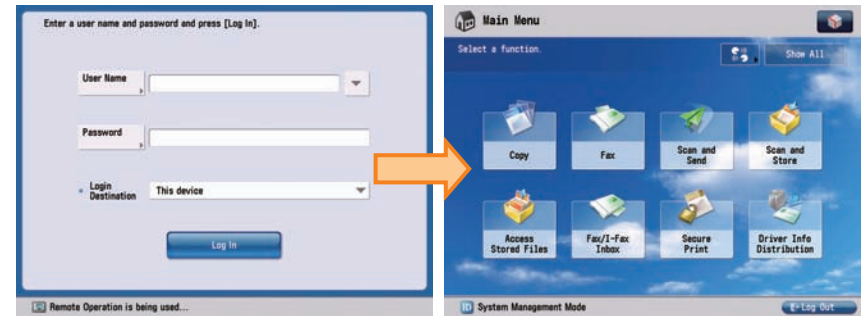 Enter a user name and password and press [Log In].
User Name
Password
Login
Destination
This device
Log In
Remote Operation is being used...
Main Menu
Select a function.
Show All
Copy
Fax
Scan and
Send
Scan and
Store
Access
Stored Files
Fax/I-Fax
Inbox
Secure
Print
Driver Info
Distribution
ID System Management Mode
Log Out